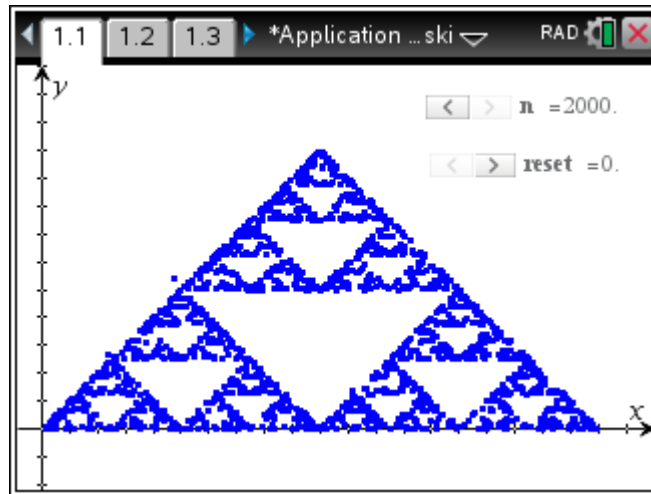 1.1 1.2 1.3 *Application ...ski RAD
y
n =2000.
reset =0.
x